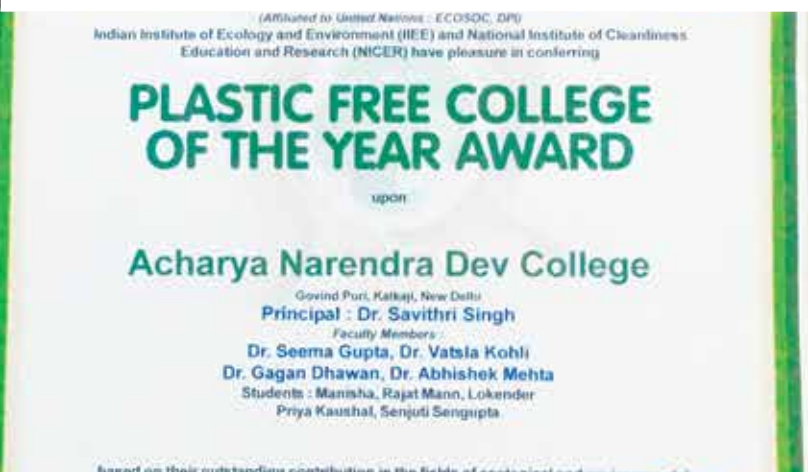 (Affiliated to United Nations : ECOSOC, DPI)
Indian Institute of Ecology and Environment (IIEE) and National Institute of Cleanliness
Education and Research (NICER) have pleasure in conferring
PLASTIC FREE COLLEGE
OF THE YEAR AWARD
upon
Acharya Narendra Dev College
Govind Puri, Kalkaji, New Delhi
Principal : Dr. Savithri Singh
Faculty Members :
Dr. Seema Gupta, Dr. Vatsla Kohli
Dr. Gagan Dhawan, Dr. Abhishek Mehta
Students : Manisha, Rajat Mann, Lokender
Priya Kaushal, Senjuti Sengupta
based on their outstanding contribution in the fields of ecological and environmental